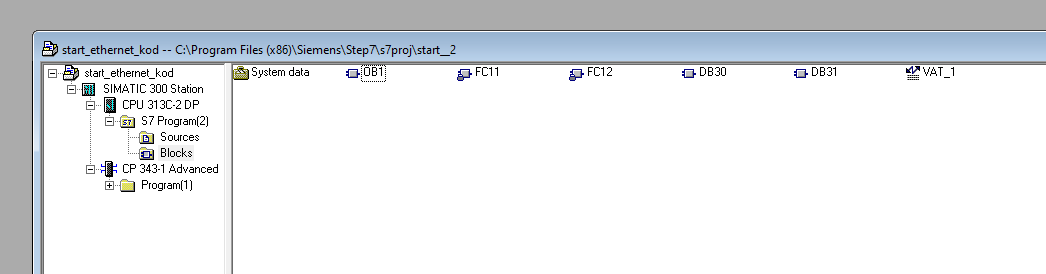 start_ethernet_kod -- C:\Program Files (x86)\Siemens\Step7\s7proj\start__2
start_ethernet_kod
SIMATIC 300 Station
CPU 313C-2 DP
S7 Program(2)
Sources
Blocks
CP 343-1 Advanced
Program(1)
System data OB1 FC11 FC12 DB30 DB31 VAT_1